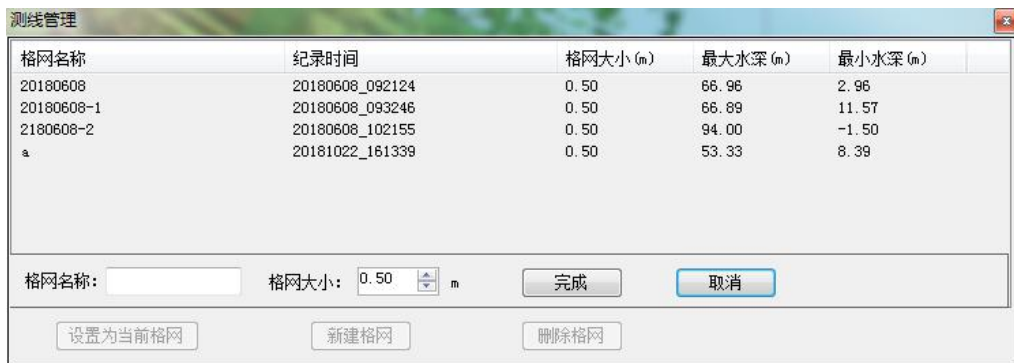 测线管理
格网名称 纪录时间 格网大小(m) 最大水深(m) 最小水深(m)
20180608 20180608_092124 0.50 66.96 2.96
20180608-1 20180608_093246 0.50 66.89 11.57
2180608-2 20180608_102155 0.50 94.00 -1.50
a 20181022_161339 0.50 53.33 8.39
格网名称: 格网大小: 0.50 m 完成 取消
设置为当前格网 新建格网 删除格网